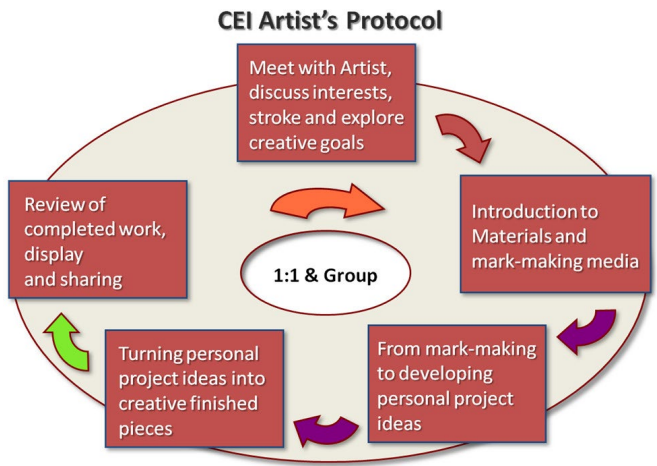 CEI Artist's Protocol
Meet with Artist,
discuss interests,
stroke and explore
creative goals
Introduction to
Materials and
mark-making media
From mark-making
to developing
personal project
ideas
Turning personal
project ideas into
creative finished
pieces
Review of
completed work,
display
and sharing
1:1 & Group